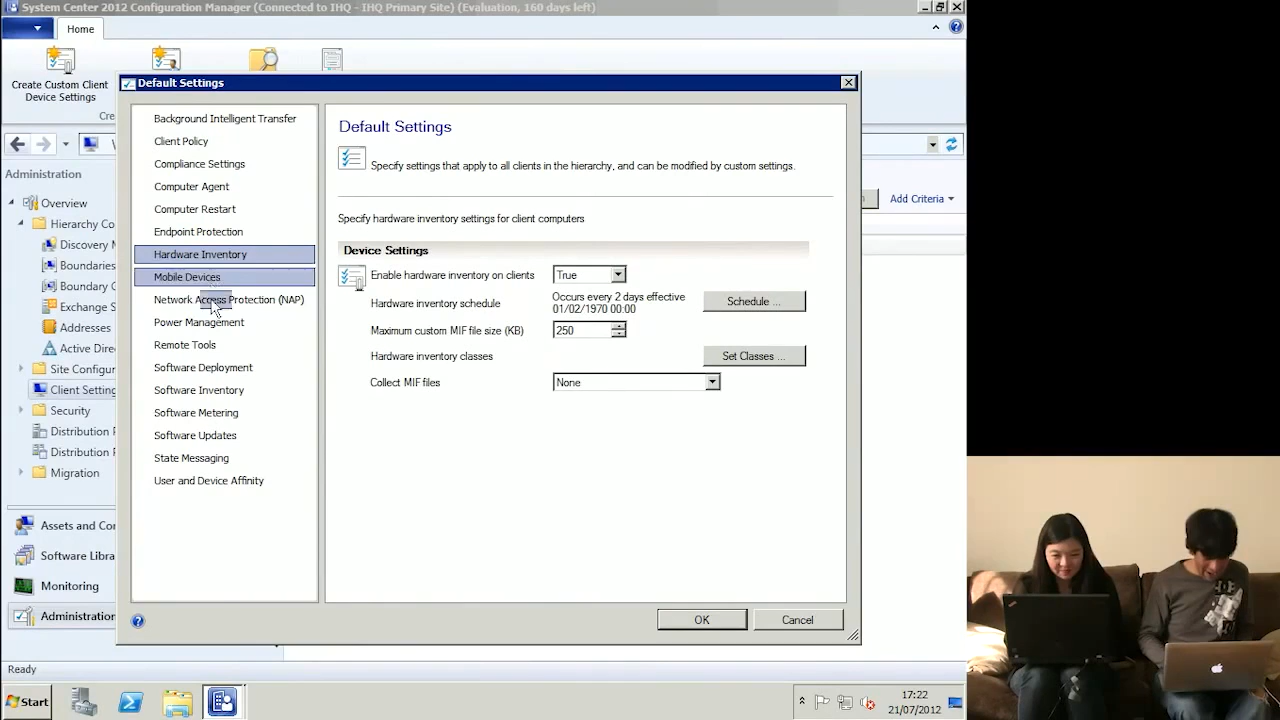 System Center 2012 Configuration Manager (Connected to IHQ - IHQ Primary Site) (Evaluation, 160 days left)
Home
Create Custom Client
Device Settings
Default Settings
Administration
Overview
Hierarchy Co
Discovery
Boundaries
Boundary
Exchange S
Addresses
Active Dire
Site Configur
Client Setting
Security
Distribution
Distribution
Migration
Assets and Co
Software Libra
Monitoring
Administration
Background Intelligent Transfer
Client Policy
Compliance Settings
Computer Agent
Computer Restart
Endpoint Protection
Hardware Inventory
Mobile Devices
Network Access Protection (NAP)
Power Management
Remote Tools
Software Deployment
Software Inventory
Software Metering
Software Updates
State Messaging
User and Device Affinity
Default Settings
Specify settings that apply to all clients in the hierarchy, and can be modified by custom settings.
Specify hardware inventory settings for client computers
Device Settings
Enable hardware inventory on clients True
Hardware inventory schedule Occurs every 2 days effective 01/02/1970 00:00 Schedule ...
Maximum custom MIF file size (KB) 250
Hardware inventory classes Set Classes ...
Collect MIF files None
OK Cancel
Add Criteria
Ready
Start
17:22
21/07/2012